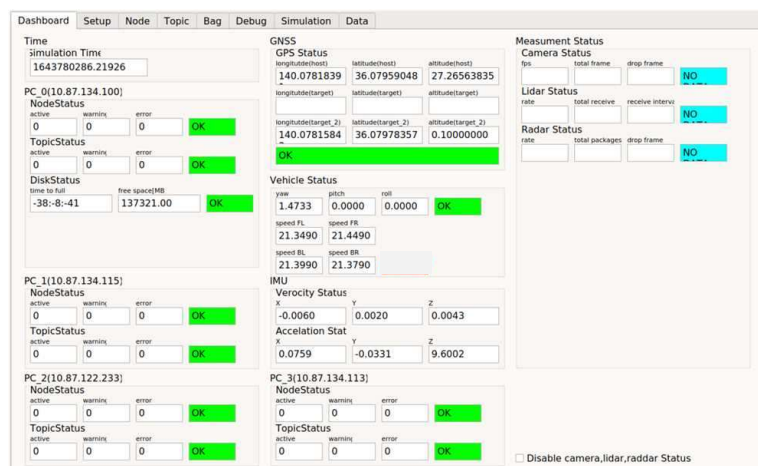 Dashboard Setup Node Topic Bag Debug Simulation Data
Time
Simulation Time
1643780286.21926
PC_0(10.87.134.100)
NodeStatus
active warning error
0 0 0 OK
TopicStatus
active warning error
0 0 0 OK
DiskStatus
time to full free space[MB
-38:-8:-41 137321.00 OK
PC_1(10.87.134.115)
NodeStatus
active warning error
0 0 0 OK
TopicStatus
active warning error
0 0 0 OK
PC_2(10.87.122.233)
NodeStatus
active warning error
0 0 0 OK
TopicStatus
active warning error
0 0 0 OK
GNSS
GPS Status
longitutde(host) latitude(host) altitude(host)
140.0781839 36.07959048 27.26563835
longitutde(target) latitude(target) altitude(target)
longitutde(target_2) latitude(target_2) altitude(target_2)
140.0781584 36.07978357 0.10000000
OK
Vehicle Status
yaw pitch roll
1.4733 0.0000 0.0000 OK
speed FL speed FR
21.3490 21.4490
speed BL speed BR
21.3990 21.3790
IMU
Verocity Status
X Y Z
-0.0060 0.0020 0.0043
Accelation Stat
X Y Z
0.0759 -0.0331 9.6002
PC_3(10.87.134.113)
NodeStatus
active warning error
0 0 0 OK
TopicStatus
active warning error
0 0 0 OK
Measument Status
Camera Status
fps total frame drop frame
NO
Lidar Status
rate total receive receive interva
NO
Radar Status
rate total packages drop frame
NO
Disable camera,lidar,raddar Status